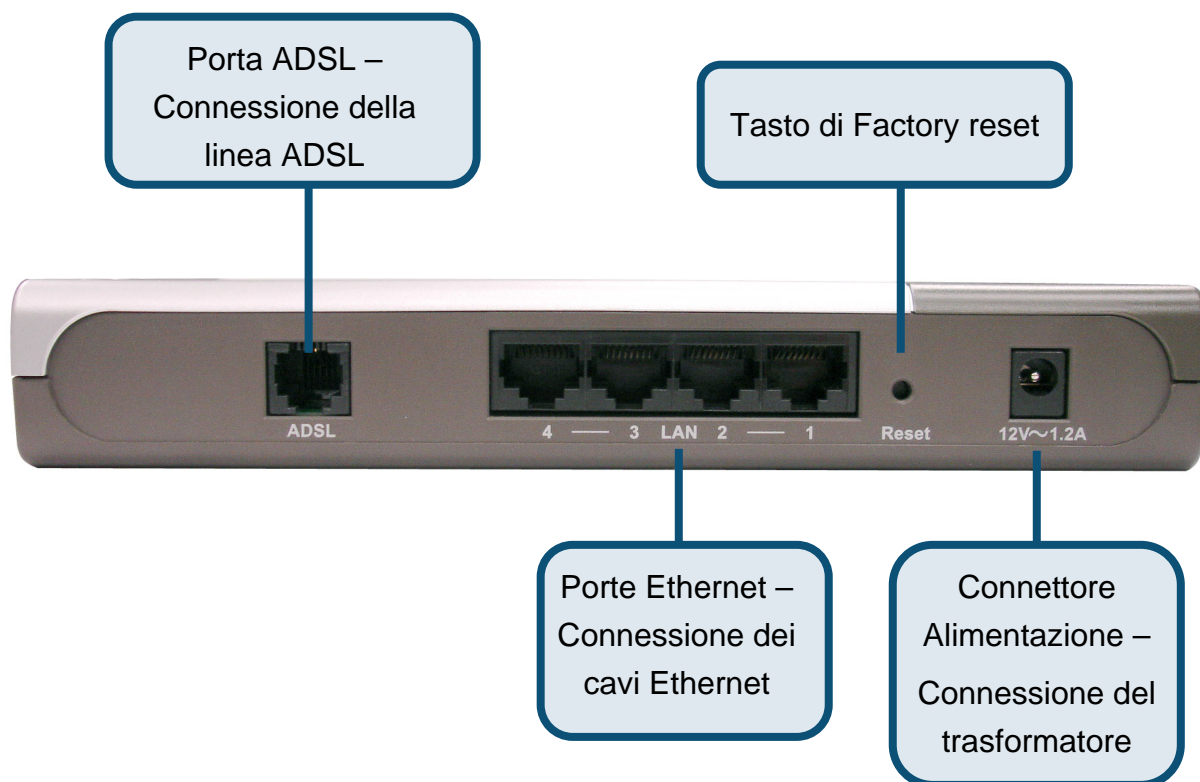 Porta ADSL –
Connessione della
linea ADSL
Tasto di Factory reset
ADSL
4 — 3 LAN 2 — 1
Reset
12V~1.2A
Porte Ethernet –
Connessione dei
cavi Ethernet
Connettore
Alimentazione –
Connessione del
trasformatore